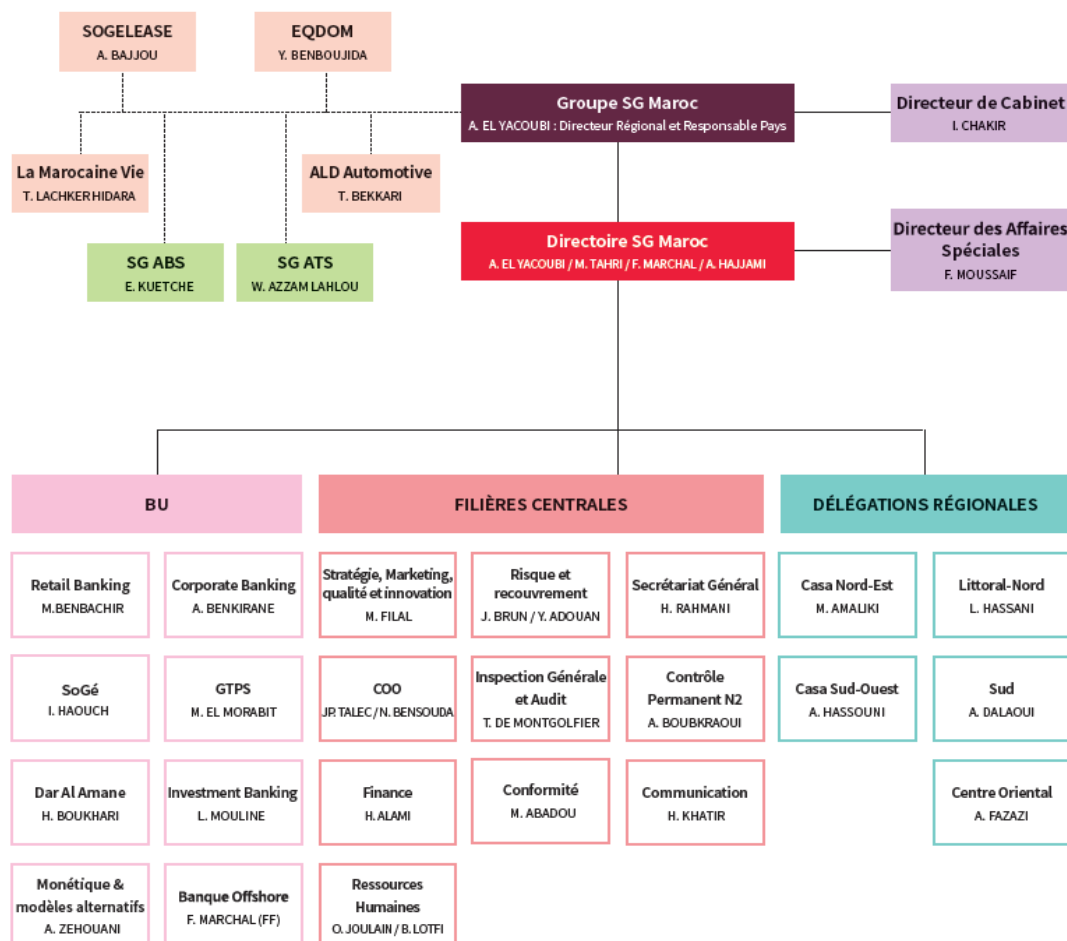 SOGELEASE
A. BAJJOU
EQDOM
Y. BENBOUJIDA
Groupe SG Maroc
A. EL YACOUBI : Directeur Régional et Responsable Pays
Directeur de Cabinet
I. CHAKIR
La Marocaine Vie
T. LACHKER HIDARA
ALD Automotive
T. BEKKARI
Directoire SG Maroc
A. EL YACOUBI / M. TAHRI / F. MARCHAL / A. HAJJAMI
Directeur des Affaires
Spéciales
F. MOUSSAIF
SG ABS
E. KUETCHE
SG ATS
W. AZZAM LAHLOU
BU
Retail Banking
M.BENBACHIR
Corporate Banking
A. BENKIRANE
SoGé
I. HAOUCH
GTPS
M. EL MORABIT
Dar Al Amane
H. BOUKHARI
Investment Banking
L. MOULINE
Monétique &
modèles alternatifs
A. ZEHOUANI
Banque Offshore
F. MARCHAL (FF)
FILIÈRES CENTRALES
Stratégie, Marketing,
qualité et innovation
M. FILAL
Risque et
recouvrement
J. BRUN / Y. ADOUAN
Secrétariat Général
H. RAHMANI
COO
JP. TALEC / N. BENSOUDA
Inspection Générale
et Audit
T. DE MONTGOLFIER
Contrôle
Permanent N2
A. BOUBKRAOUI
Finance
H. ALAMI
Conformité
M. ABADOU
Communication
H. KHATIR
Ressources
Humaines
O. JOULAIN / B. LOTFI
DÉLÉGATIONS RÉGIONALES
Casa Nord-Est
M. AMALIKI
Littoral-Nord
L. HASSANI
Casa Sud-Ouest
A. HASSOUNI
Sud
A. DALAOUI
Centre Oriental
A. FAZAZI